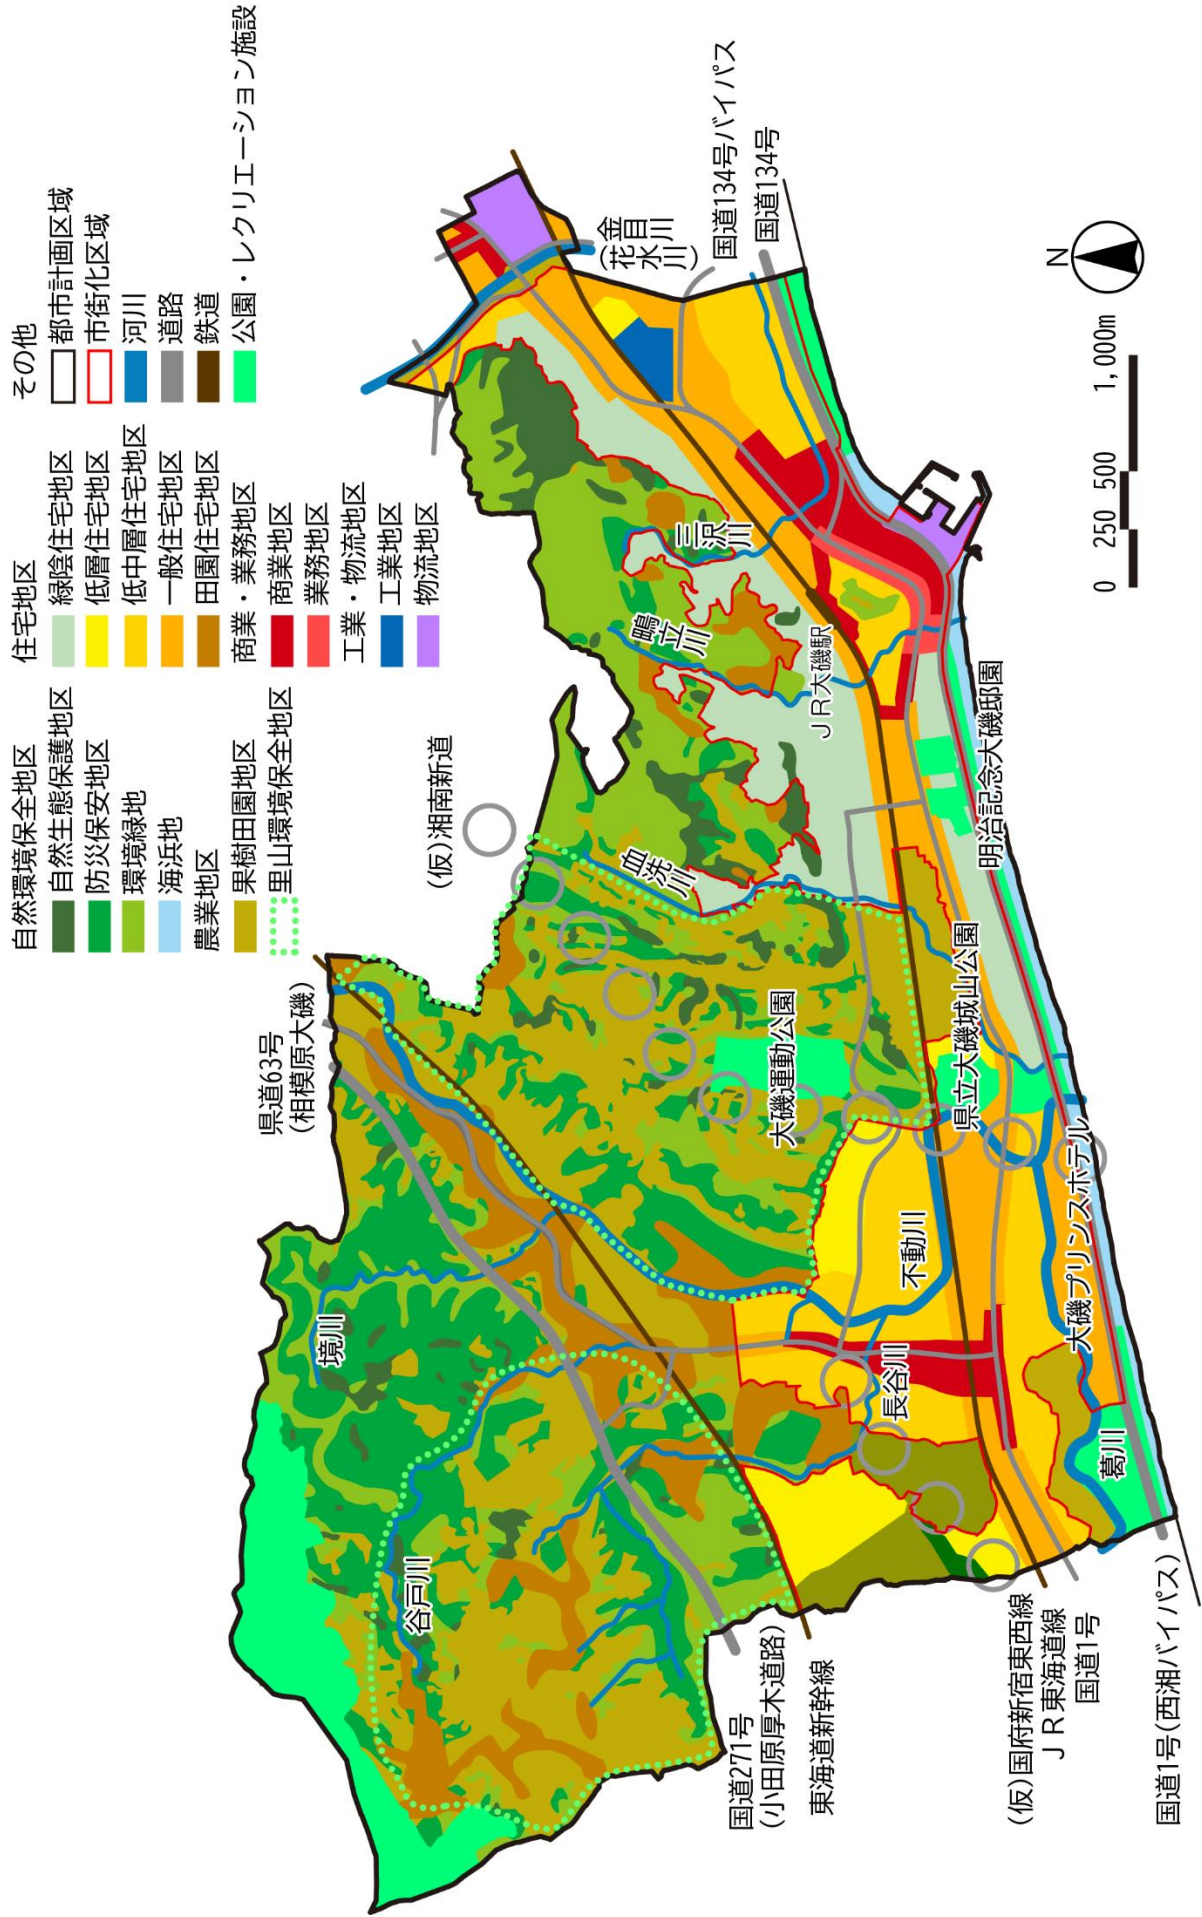 自然環境保全地区
自然生態保護地区
防災保安地区
環境緑地
海浜地
農業地区
果樹田園地区
里山環境保全地区
住宅地区
緑陰住宅地区
低層住宅地区
低中層住宅地区
一般住宅地区
田園住宅地区
商業・業務地区
商業地区
業務地区
工業・物流地区
工業地区
物流地区
その他
都市計画区域
市街化区域
河川
道路
鉄道
公園・レクリエーション施設
県道63号
(相模原大磯)
(仮)湘南新道
境川
谷戸川
血洗川
鴫立川
三沢川
金目川
(花水川)
国道134号バイパス
国道134号
大磯運動公園
JR大磯駅
不動川
長谷川
県立大磯城山公園
明治記念大磯邸園
葛川
大磯プリンスホテル
国道271号
(小田原厚木道路)
東海道新幹線
(仮)国府新宿東西線
JR東海道線
国道1号
国道1号(西湘バイパス)
N
0 250 500 1,000m